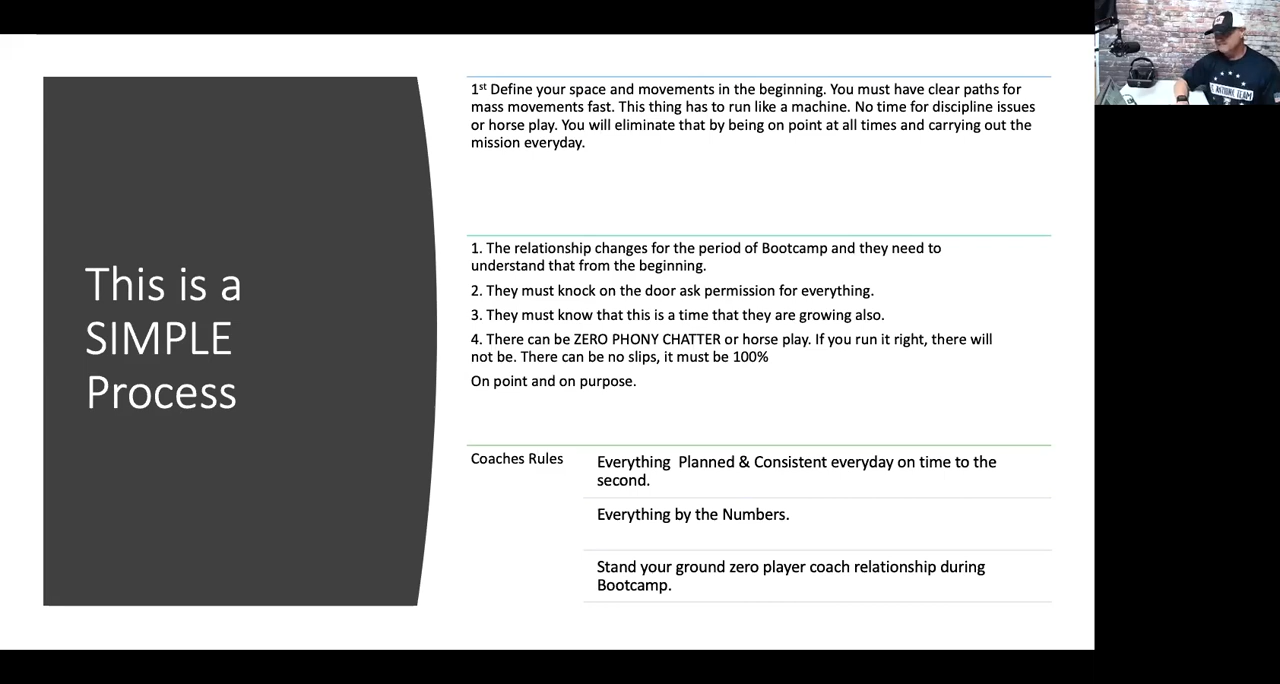 This is a
SIMPLE
Process
1st Define your space and movements in the beginning. You must have clear paths for
mass movements fast. This thing has to run like a machine. No time for discipline issues
or horse play. You will eliminate that by being on point at all times and carrying out the
mission everyday.
1. The relationship changes for the period of Bootcamp and they need to
understand that from the beginning.
2. They must knock on the door ask permission for everything.
3. They must know that this is a time that they are growing also.
4. There can be ZERO PHONY CHATTER or horse play. If you run it right, there will
not be. There can be no slips, it must be 100%
On point and on purpose.
Coaches Rules
Everything  Planned & Consistent everyday on time to the
second.
Everything by the Numbers.
Stand your ground zero player coach relationship during
Bootcamp.
TEAM